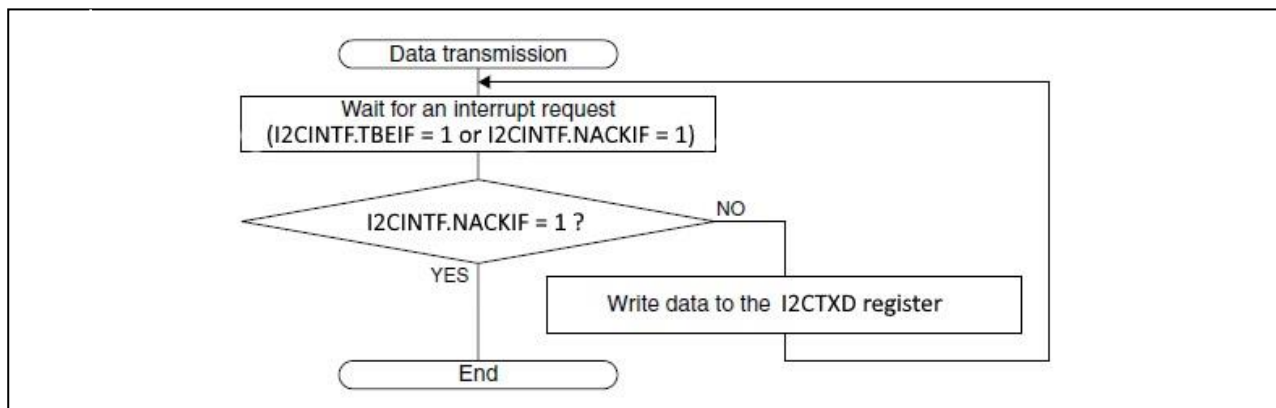 Data transmission
Wait for an interrupt request
(I2CINTF.TBEIF = 1 or I2CINTF.NACKIF = 1)
I2CINTF.NACKIF = 1 ?
NO
YES
Write data to the I2CTXD register
End